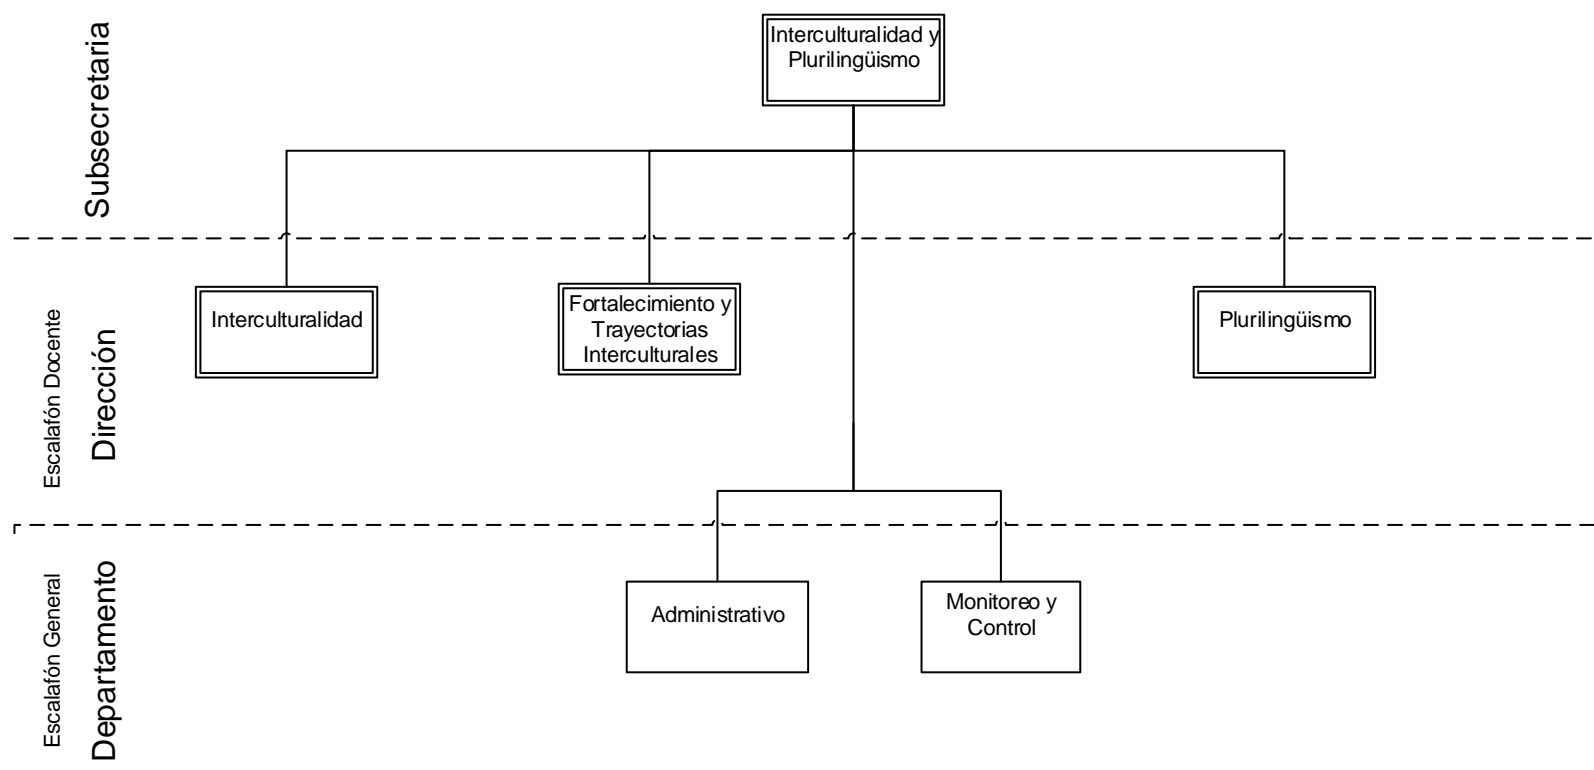 Subsecretaria
Interculturalidad y
Plurilingüismo
Escalafón Docente
Dirección
Interculturalidad
Fortalecimiento y
Trayectorias
Interculturales
Plurilingüismo
Escalafón General
Departamento
Administrativo
Monitoreo y
Control